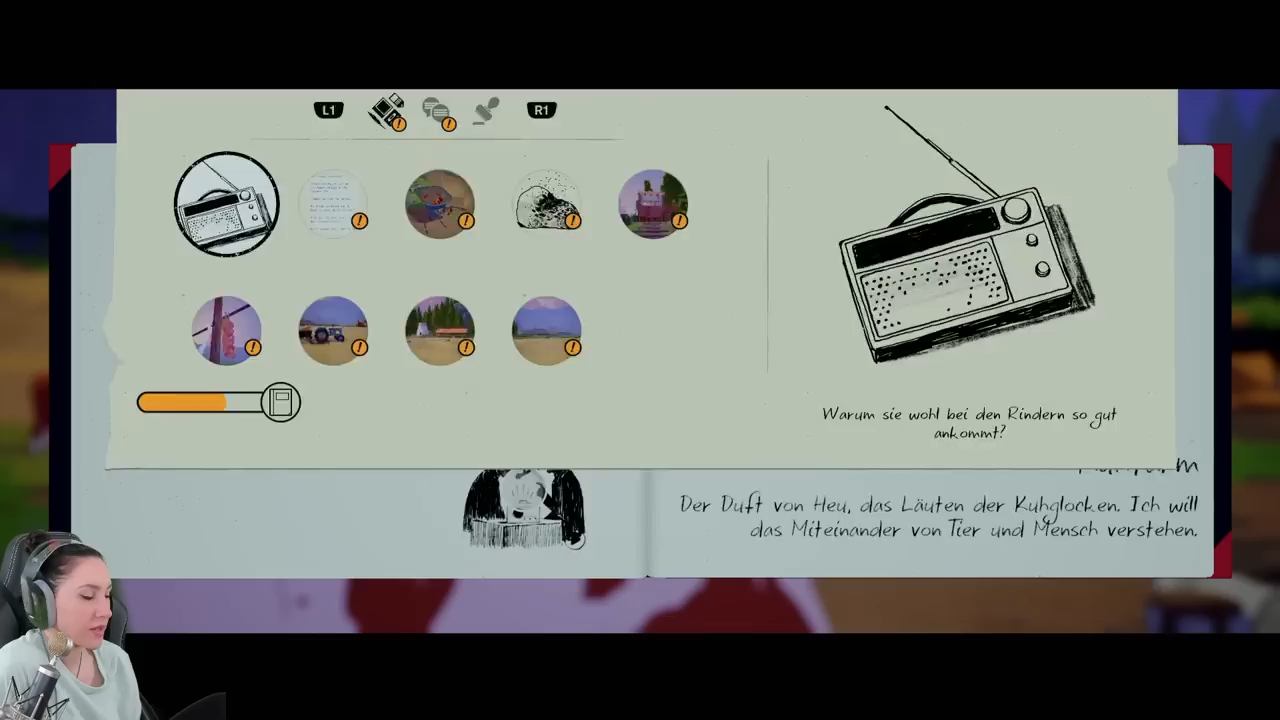 L1 R1
Warum sie wohl bei den Rindern so gut
ankommt?
Der Duft von Heu, das Läuten der Kuhglocken. Ich will
das Miteinander von Tier und Mensch verstehen.